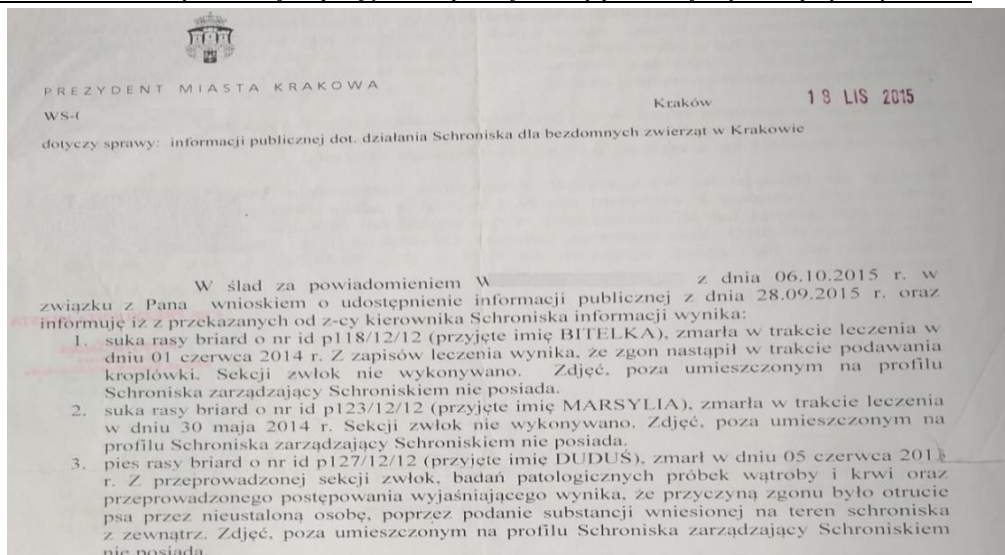 PREZYDENT MIASTA KRAKOWA
Kraków 19 LIS 2015
WS-(
dotyczy sprawy: informacji publicznej dot. działania Schroniska dla bezdomnych zwierząt w Krakowie
W ślad za powiadomieniem W z dnia 06.10.2015 r. w
związku z Pana wnioskiem o udostępnienie informacji publicznej z dnia 28.09.2015 r. oraz
informuję iż z przekazanych od z-cy kierownika Schroniska informacji wynika:
1. suka rasy briard o nr id p118/12/12 (przyjęte imię BITELKA), zmarła w trakcie leczenia w
dniu 01 czerwca 2014 r. Z zapisów leczenia wynika, że zgon nastąpił w trakcie podawania
kroplówki. Sekcji zwłok nie wykonywano. Zdjęć, poza umieszczonym na profilu
Schroniska zarządzający Schroniskiem nie posiada.
2. suka rasy briard o nr id p123/12/12 (przyjęte imię MARSYLIA), zmarła w trakcie leczenia
w dniu 30 maja 2014 r. Sekcji zwłok nie wykonywano. Zdjęć, poza umieszczonym na
profilu Schroniska zarządzający Schroniskiem nie posiada.
3. pies rasy briard o nr id p127/12/12 (przyjęte imię DUDUŚ), zmarł w dniu 05 czerwca
r. Z przeprowadzonej sekcji zwłok, badań patologicznych próbek wątroby i krwi oraz
przeprowadzonego postępowania wyjaśniającego wynika, że przyczyną zgonu było otrucie
psa przez nieustaloną osobę, poprzez podanie substancji wniesionej na teren schroniska
z zewnątrz. Zdjęć, poza umieszczonym na profilu Schroniska zarządzający Schroniskiem
nie posiada.